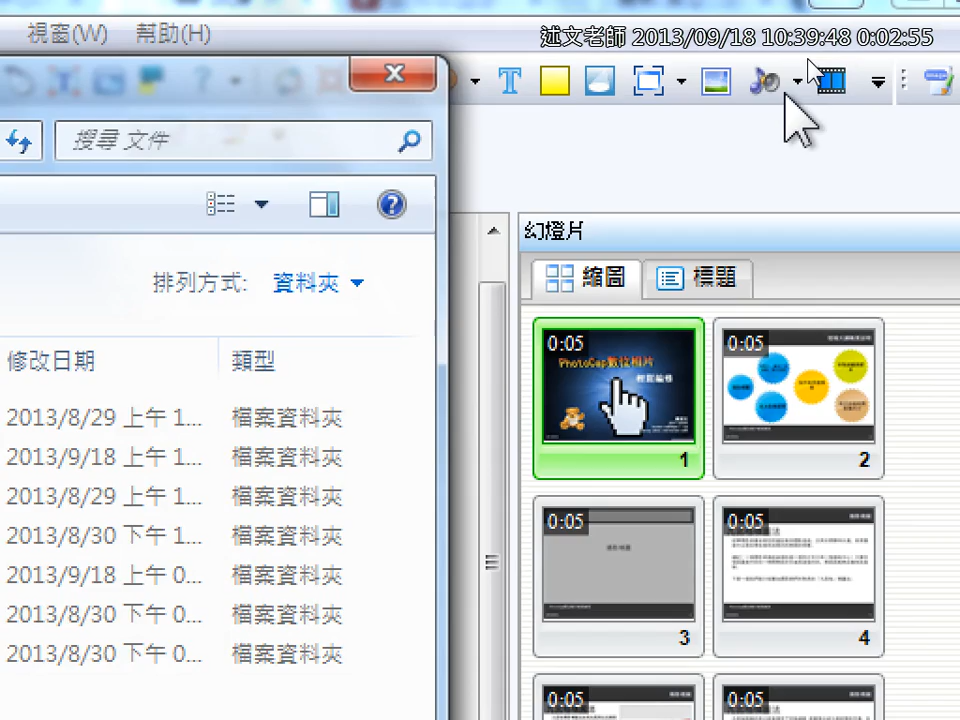 視窗(W) 幫助(H)
述文老師 2013/09/18 10:39:48 0:02:55
搜尋 文件
排列方式: 資料夾
修改日期 類型
2013/8/29 上午 1... 檔案資料夾
2013/9/18 上午 1... 檔案資料夾
2013/8/29 上午 1... 檔案資料夾
2013/8/30 下午 1... 檔案資料夾
2013/9/18 上午 0... 檔案資料夾
2013/8/30 下午 0... 檔案資料夾
2013/8/30 下午 0... 檔案資料夾
幻燈片
縮圖 標題
0:05
PhotoCap數位相片
輕鬆編修
1
0:05
2
0:05
3
0:05
4
0:05
0:05